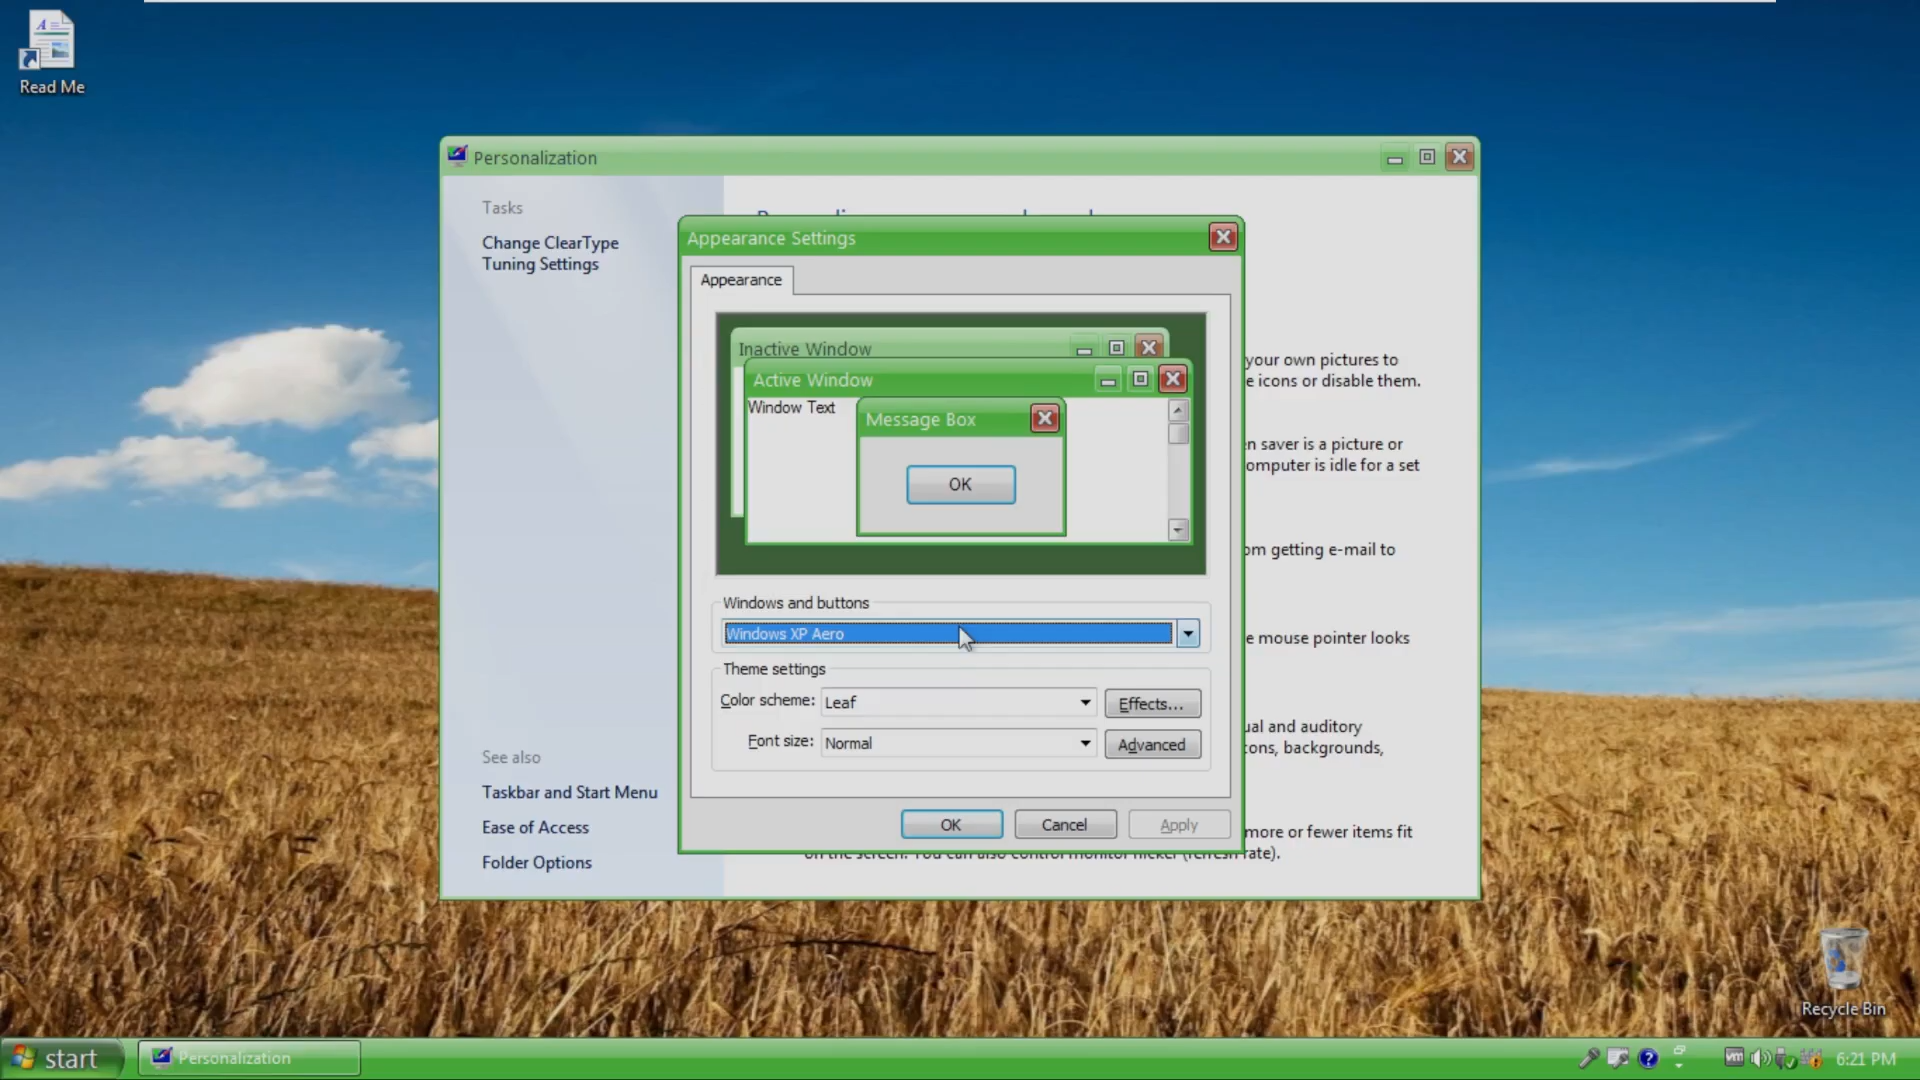 Read Me
Personalization
Tasks
Change ClearType
Tuning Settings
Appearance Settings
Appearance
Inactive Window
Active Window
Window Text
Message Box
OK
your own pictures to
e icons or disable them.
n saver is a picture or
omputer is idle for a set
om getting e-mail to
Windows and buttons
Windows XP Aero
e mouse pointer looks
Theme settings
Color scheme: Leaf
Effects...
Font size: Normal
Advanced
ual and auditory
cons, backgrounds,
See also
Taskbar and Start Menu
Ease of Access
Folder Options
OK
Cancel
Apply
more or fewer items fit
on the screen. You can also control monitor flicker (refresh rate).
Recycle Bin
start
Personalization
vm
6:21 PM